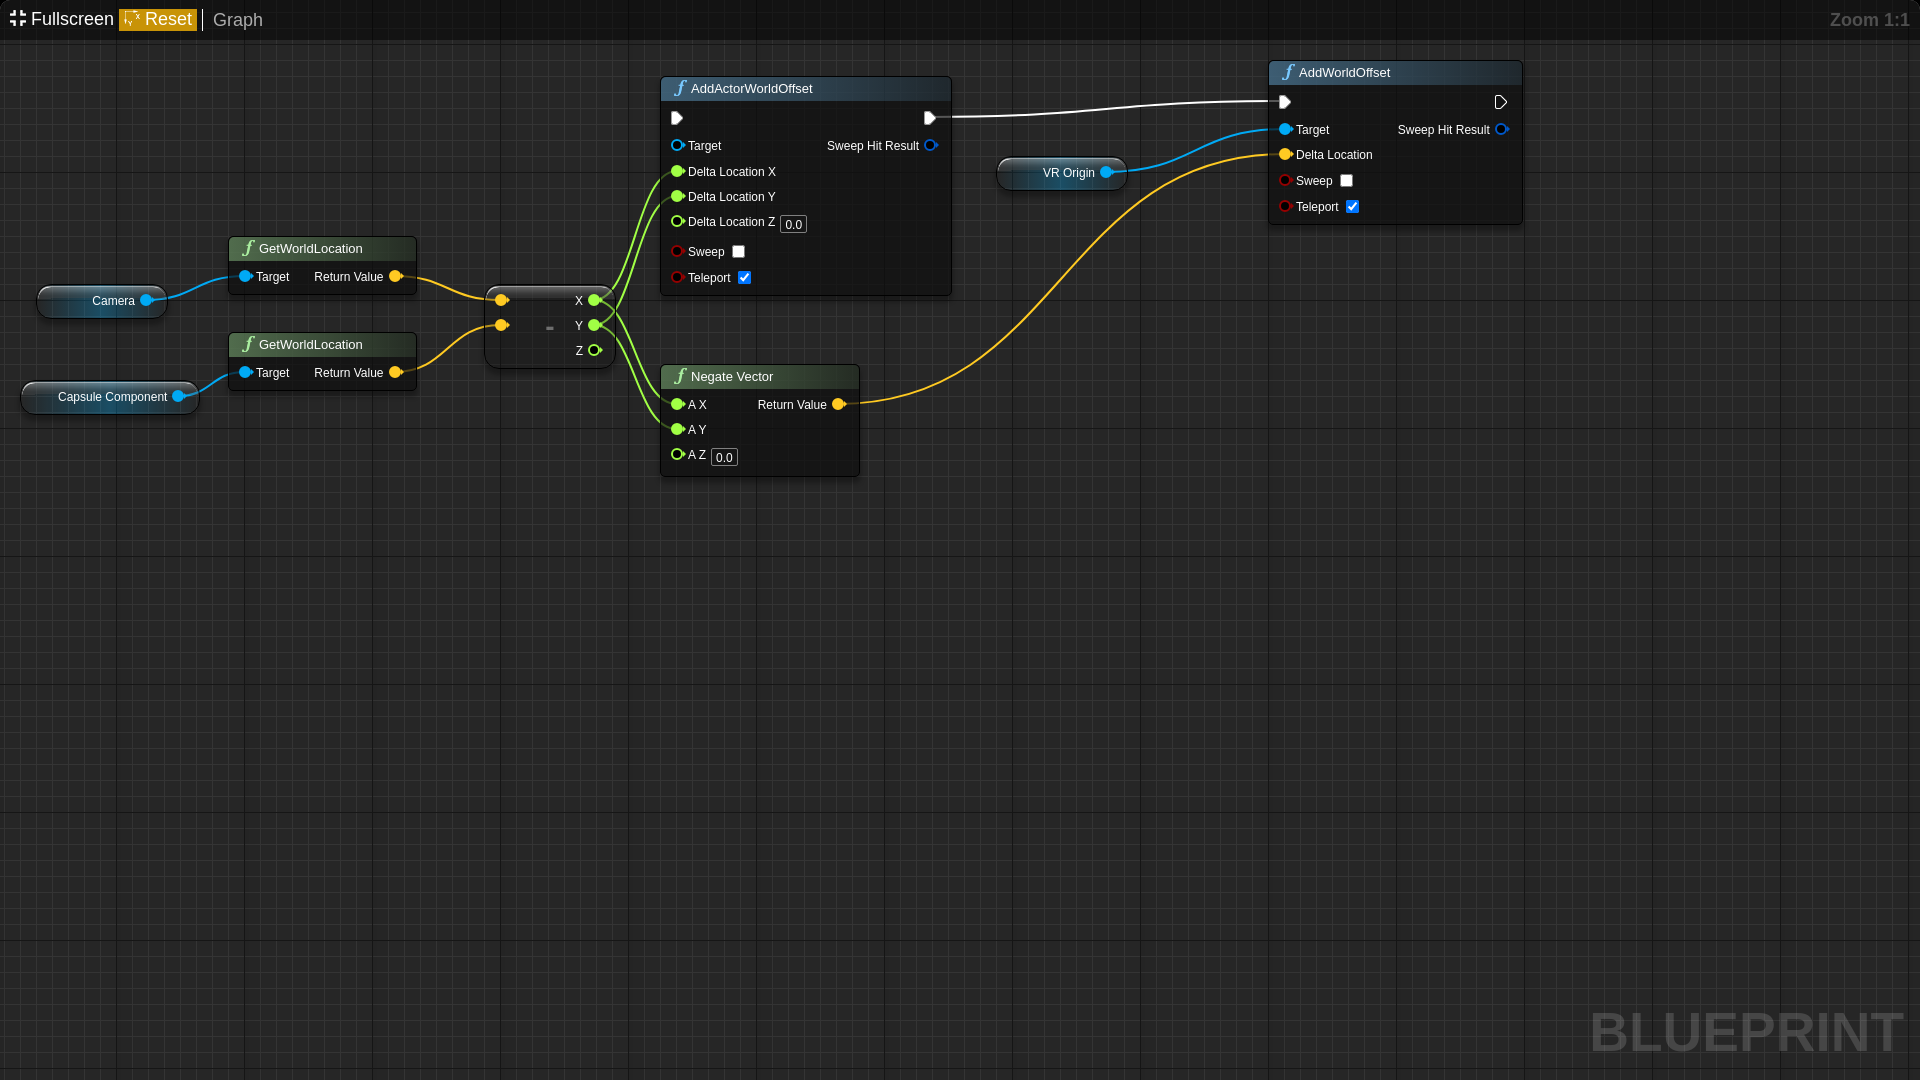 Fullscreen Reset Graph
Zoom 1:1
AddActorWorldOffset
Target Sweep Hit Result
Delta Location X
Delta Location Y
Delta Location Z 0.0
Sweep
Teleport
AddWorldOffset
Target Sweep Hit Result
Delta Location
Sweep
Teleport
VR Origin
GetWorldLocation
Target Return Value
Camera
GetWorldLocation
Target Return Value
Capsule Component
X
- Y
Z
Negate Vector
A X Return Value
A Y
A Z 0.0
BLUEPRINT